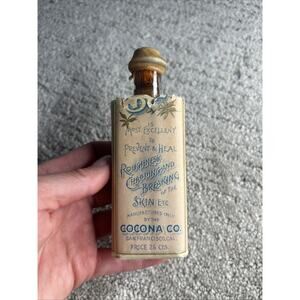 IS
MOST EXCELLENT
TO
PREVENT & HEAL
ROUGHNESS
CHAPPING AND
BREAKING
OF THE
SKIN ETC.
MANUFACTURED ONLY
BY THE
COCONA CO.
SAN FRANCISCO, CAL.
PRICE 25 CTS.